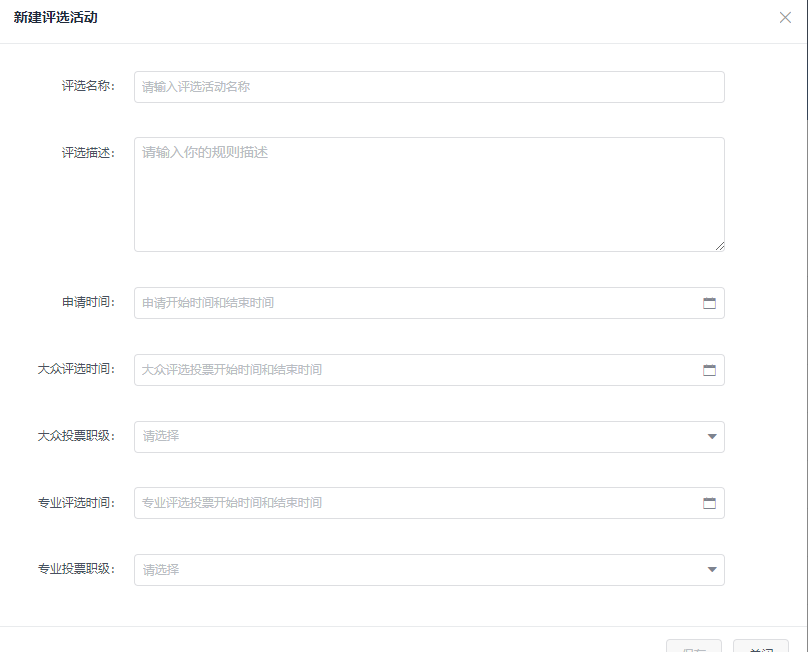 新建评选活动
评选名称:
请输入评选活动名称
评选描述:
请输入你的规则描述
申请时间:
申请开始时间和结束时间
大众评选时间:
大众评选投票开始时间和结束时间
大众投票职级:
请选择
专业评选时间:
专业评选投票开始时间和结束时间
专业投票职级:
请选择